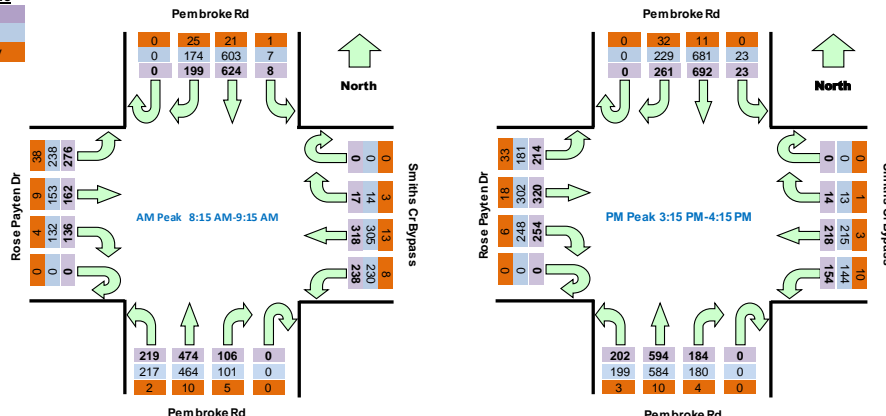 Pembroke Rd
0 25 21 1
0 174 603 7
0 199 624 8
North
Rose Payten Dr
38 238 276
9 153 162
4 132 136
0 0 0
AM Peak 8:15 AM-9:15 AM
0 0 0
17 14 3
318 305 13
238 230 8
Smiths Cr Bypass
219 474 106 0
217 464 101 0
2 10 5 0
Pembroke Rd
Pembroke Rd
0 32 11 0
0 229 681 23
0 261 692 23
North
Rose Payten Dr
33 181 214
18 302 320
6 248 254
0 0 0
PM Peak 3:15 PM-4:15 PM
0 0 0
14 13 1
218 215 3
154 144 10
Smiths Cr Bypass
202 594 184 0
199 584 180 0
3 10 4 0
Pembroke Rd